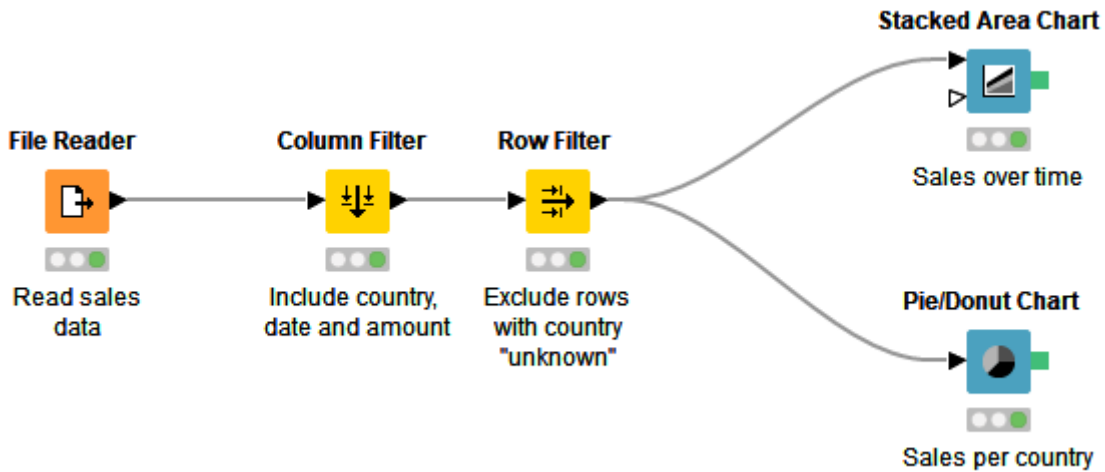 Stacked Area Chart
Sales over time
File Reader
Read sales
data
Column Filter
Include country,
date and amount
Row Filter
Exclude rows
with country
"unknown"
Pie/Donut Chart
Sales per country